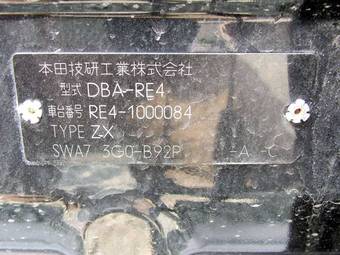 本田技研工業株式会社
型式 DBA-RE4
車台番号 RE4-1000084
TYPE ZX
SWA7 3G0-B92P -A -C